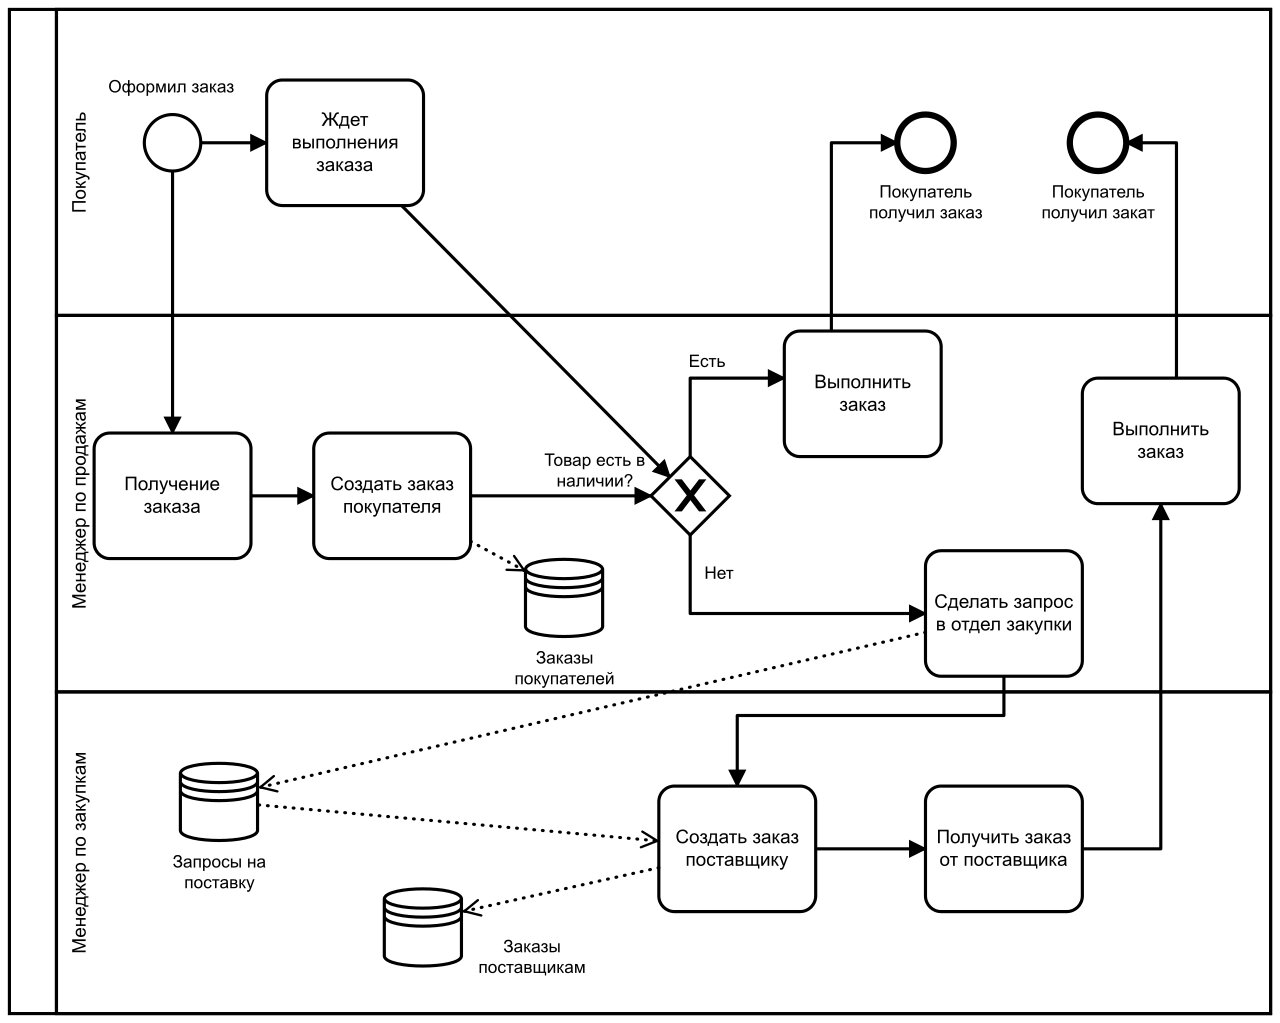 Покупатель
Оформил заказ
Ждет
выполнения
заказа
Покупатель
получил заказ
Покупатель
получил закат
Менеджер по продажам
Получение
заказа
Создать заказ
покупателя
Товар есть в
наличии?
Есть
Нет
Выполнить
заказ
Выполнить
заказ
Сделать запрос
в отдел закупки
Заказы
покупателей
Менеджер по закупкам
Запросы на
поставку
Заказы
поставщикам
Создать заказ
поставщику
Получить заказ
от поставщика